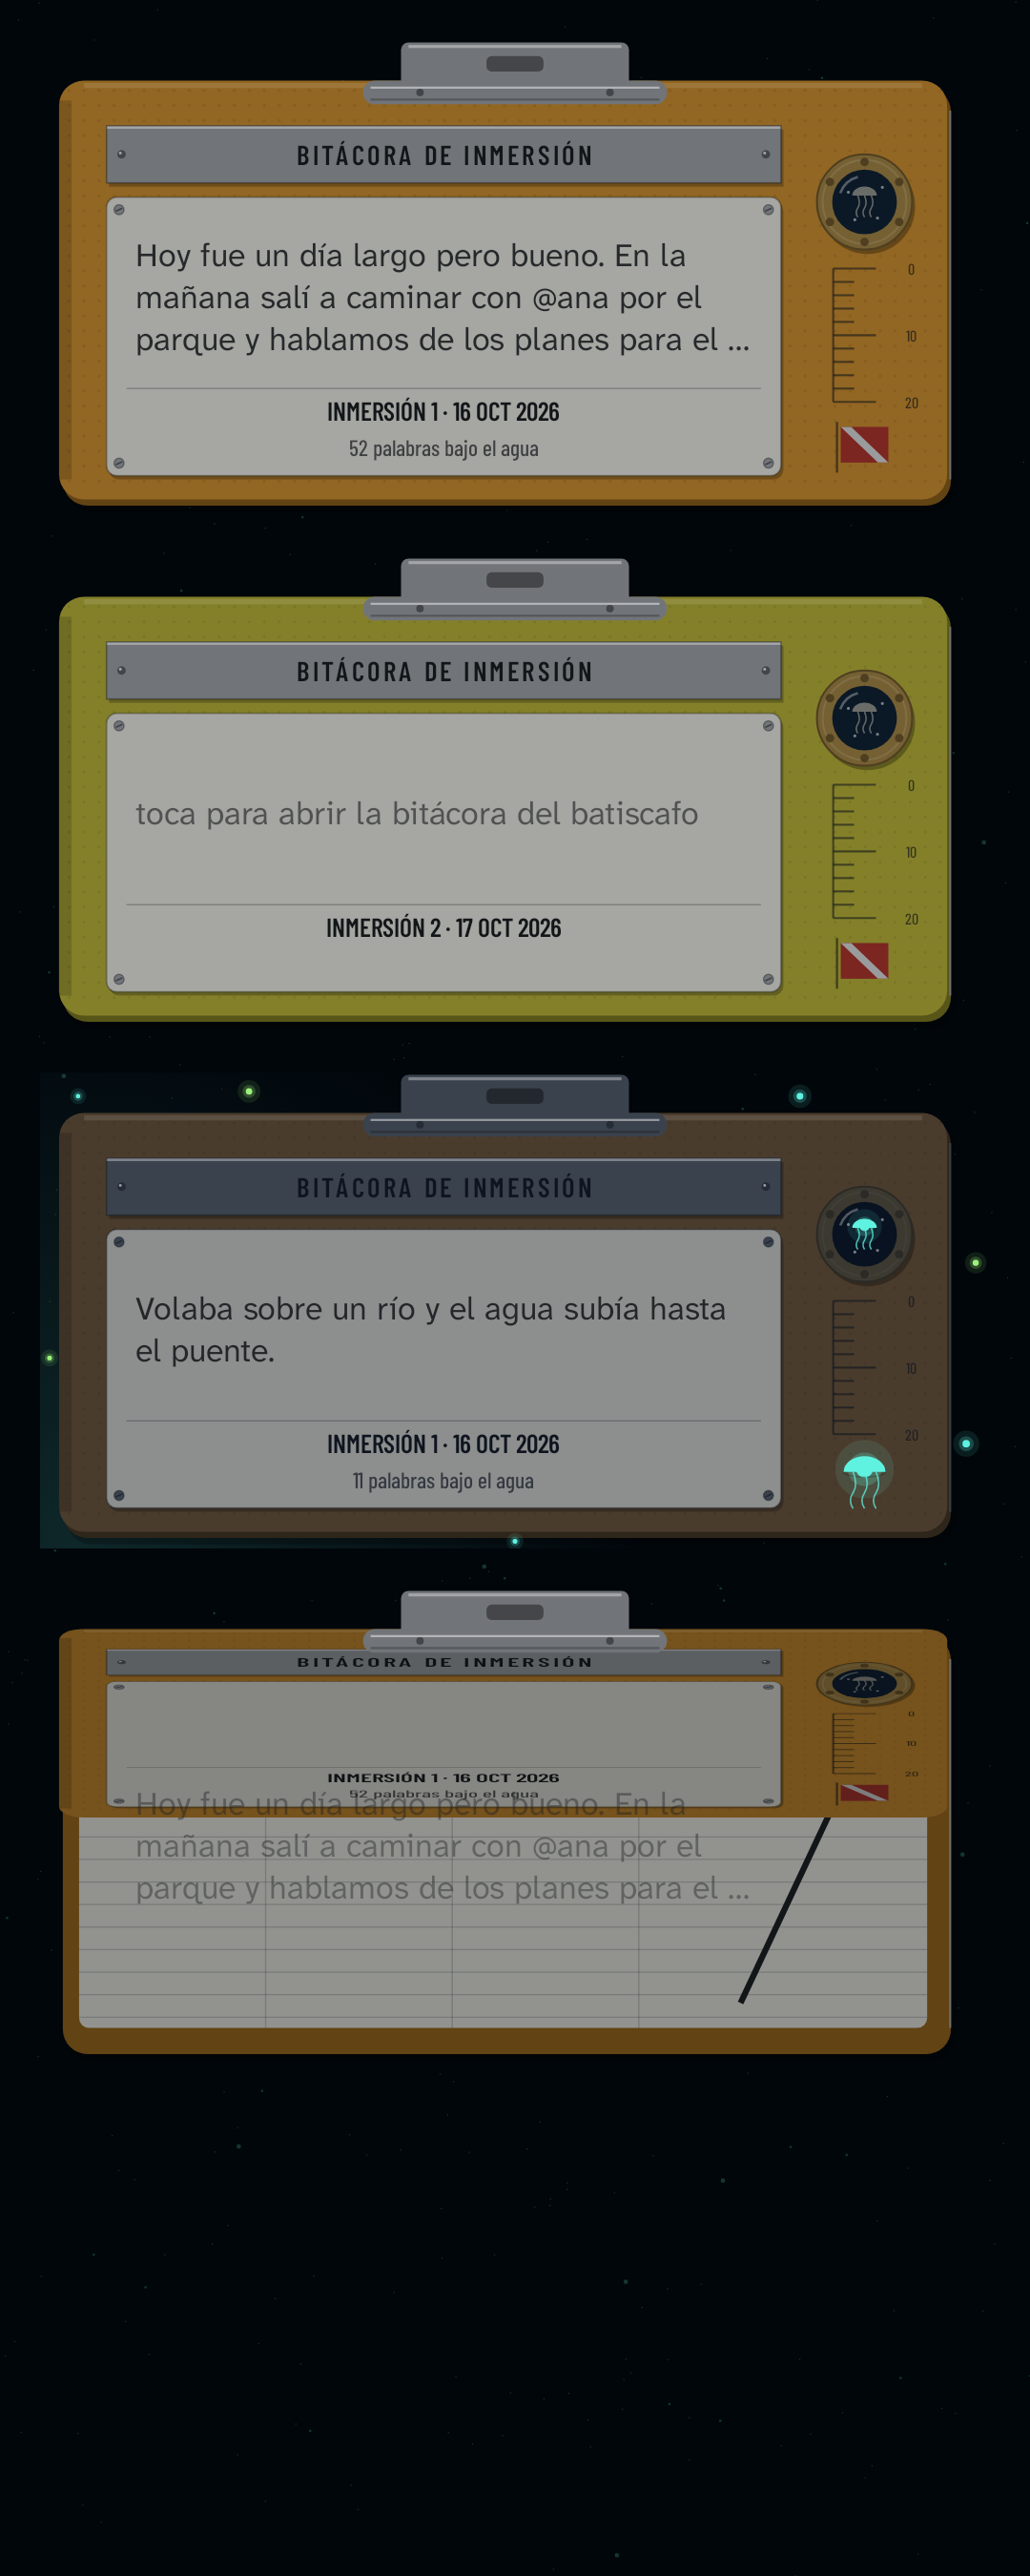 BITÁCORA DE INMERSIÓN
Hoy fue un día largo pero bueno. En la
mañana salí a caminar con @ana por el
parque y hablamos de los planes para el ...
INMERSIÓN 1 · 16 OCT 2026
52 palabras bajo el agua
0
10
20
BITÁCORA DE INMERSIÓN
toca para abrir la bitácora del batiscafo
INMERSIÓN 2 · 17 OCT 2026
0
10
20
BITÁCORA DE INMERSIÓN
Volaba sobre un río y el agua subía hasta
el puente.
INMERSIÓN 1 · 16 OCT 2026
11 palabras bajo el agua
0
10
20
BITÁCORA DE INMERSIÓN
INMERSIÓN 1 · 16 OCT 2026
52 palabras bajo el agua
Hoy fue un día largo pero bueno. En la
mañana salí a caminar con @ana por el
parque y hablamos de los planes para el ...
0
10
20